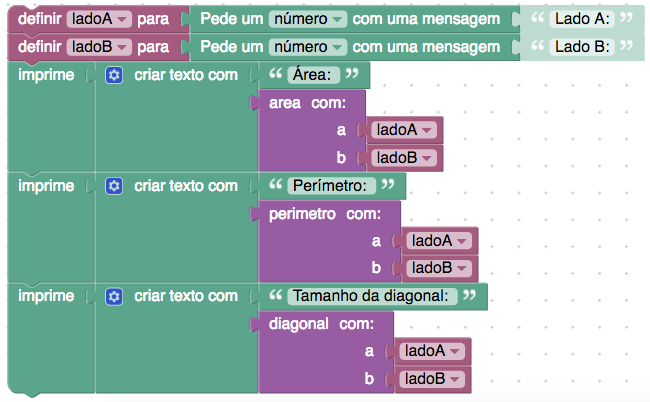 definir ladoA para Pede um número com uma mensagem “ Lado A: ”
definir ladoB para Pede um número com uma mensagem “ Lado B: ”
imprime criar texto com “ Área: ”
area com:
a ladoA
b ladoB
imprime criar texto com “ Perímetro: ”
perimetro com:
a ladoA
b ladoB
imprime criar texto com “ Tamanho da diagonal: ”
diagonal com:
a ladoA
b ladoB